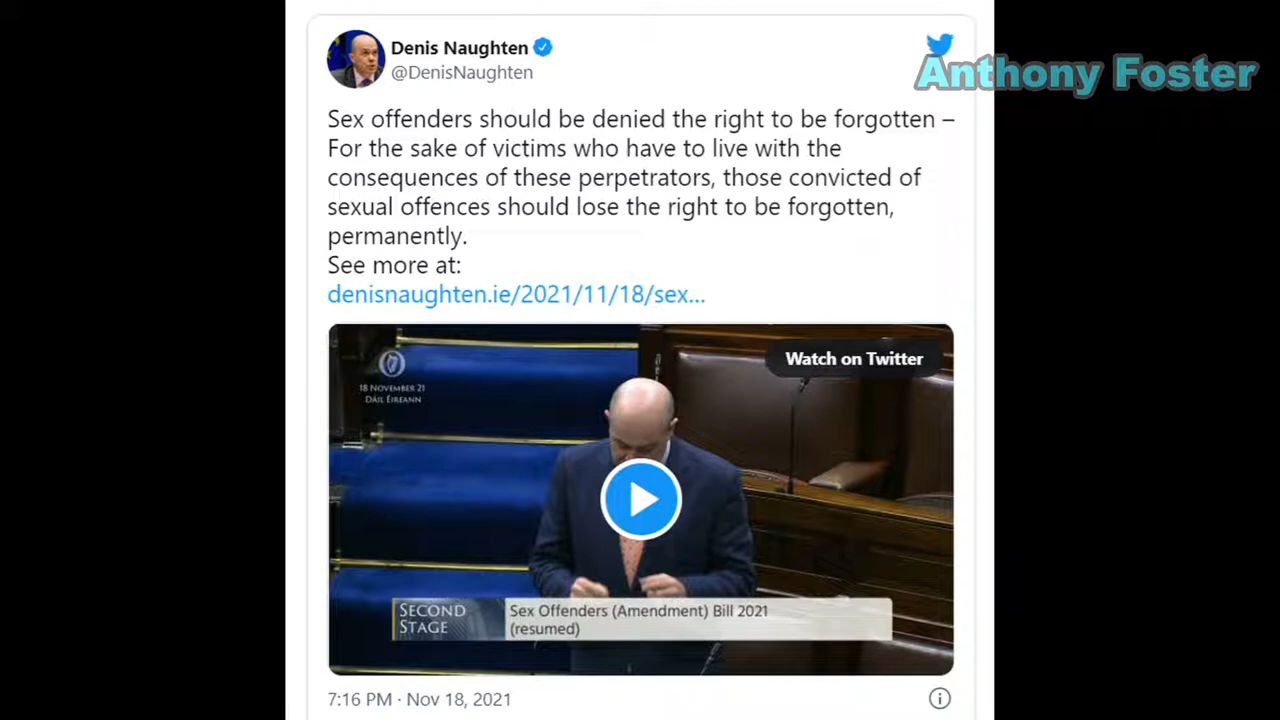 Denis Naughten
@DenisNaughten
Anthony Foster
Sex offenders should be denied the right to be forgotten –
For the sake of victims who have to live with the
consequences of these perpetrators, those convicted of
sexual offences should lose the right to be forgotten,
permanently.
See more at:
denisnaughten.ie/2021/11/18/sex...
Watch on Twitter
18 NOVEMBER 21
DÁIL ÉIREANN
SECOND
STAGE
Sex Offenders (Amendment) Bill 2021
(resumed)
7:16 PM · Nov 18, 2021